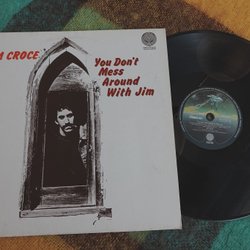 M CROCE
You Don't
Mess
Around
With Jim